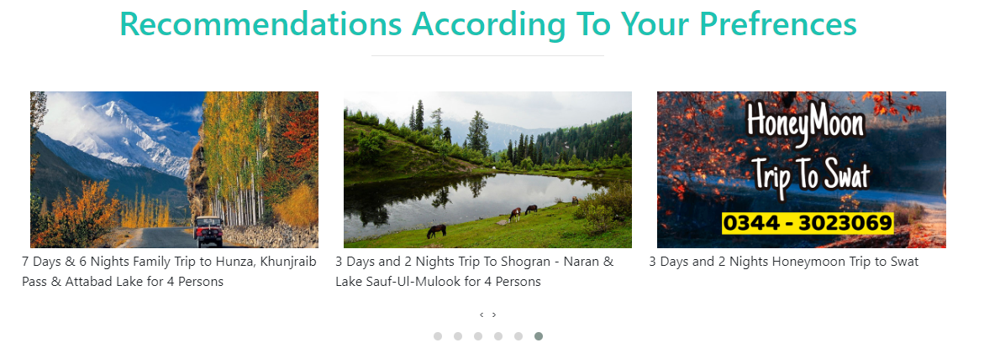 Recommendations According To Your Prefrences
HoneyMoon
Trip To Swat
0344 - 3023069
7 Days & 6 Nights Family Trip to Hunza, Khunjraib
Pass & Attabad Lake for 4 Persons
3 Days and 2 Nights Trip To Shogran - Naran &
Lake Sauf-Ul-Mulook for 4 Persons
3 Days and 2 Nights Honeymoon Trip to Swat
‹ ›